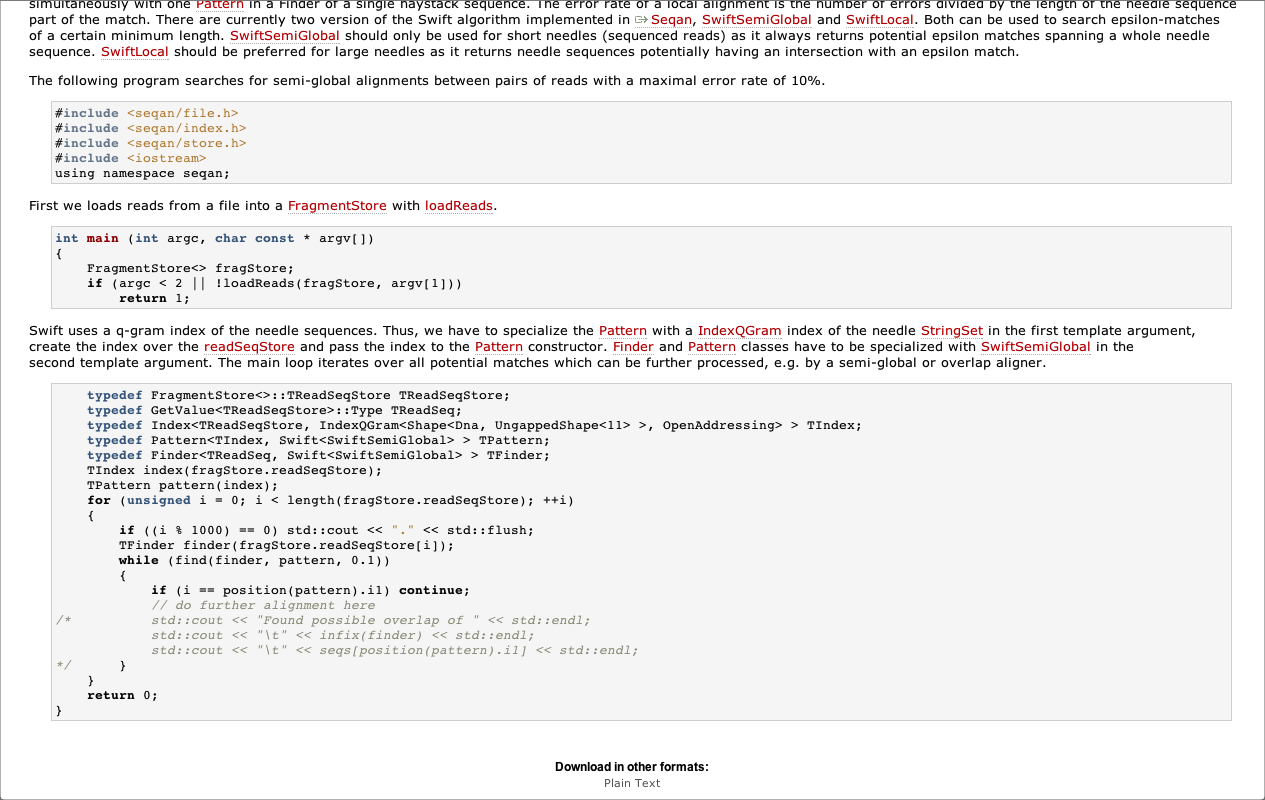 simultaneously with one Pattern in a Finder of a single haystack sequence. The error rate of a local alignment is the number of errors divided by the length of the needle sequence
part of the match. There are currently two version of the Swift algorithm implemented in Seqan, SwiftSemiGlobal and SwiftLocal. Both can be used to search epsilon-matches
of a certain minimum length. SwiftSemiGlobal should only be used for short needles (sequenced reads) as it always returns potential epsilon matches spanning a whole needle
sequence. SwiftLocal should be preferred for large needles as it returns needle sequences potentially having an intersection with an epsilon match.
The following program searches for semi-global alignments between pairs of reads with a maximal error rate of 10%.
#include <seqan/file.h>
#include <seqan/index.h>
#include <seqan/store.h>
#include <iostream>
using namespace seqan;
First we loads reads from a file into a FragmentStore with loadReads.
int main (int argc, char const * argv[])
{
    FragmentStore<> fragStore;
    if (argc < 2 || !loadReads(fragStore, argv[1]))
        return 1;
Swift uses a q-gram index of the needle sequences. Thus, we have to specialize the Pattern with a IndexQGram index of the needle StringSet in the first template argument,
create the index over the readSeqStore and pass the index to the Pattern constructor. Finder and Pattern classes have to be specialized with SwiftSemiGlobal in the
second template argument. The main loop iterates over all potential matches which can be further processed, e.g. by a semi-global or overlap aligner.
    typedef FragmentStore<>::TReadSeqStore TReadSeqStore;
    typedef GetValue<TReadSeqStore>::Type TReadSeq;
    typedef Index<TReadSeqStore, IndexQGram<Shape<Dna, UngappedShape<11> >, OpenAddressing> > TIndex;
    typedef Pattern<TIndex, Swift<SwiftSemiGlobal> > TPattern;
    typedef Finder<TReadSeq, Swift<SwiftSemiGlobal> > TFinder;
    TIndex index(fragStore.readSeqStore);
    TPattern pattern(index);
    for (unsigned i = 0; i < length(fragStore.readSeqStore); ++i)
    {
        if ((i % 1000) == 0) std::cout << "." << std::flush;
        TFinder finder(fragStore.readSeqStore[i]);
        while (find(finder, pattern, 0.1))
        {
            if (i == position(pattern).i1) continue;
            // do further alignment here
/*          std::cout << "Found possible overlap of " << std::endl;
            std::cout << "\t" << infix(finder) << std::endl;
            std::cout << "\t" << seqs[position(pattern).i1] << std::endl;
*/      }
    }
    return 0;
}
Download in other formats:
Plain Text